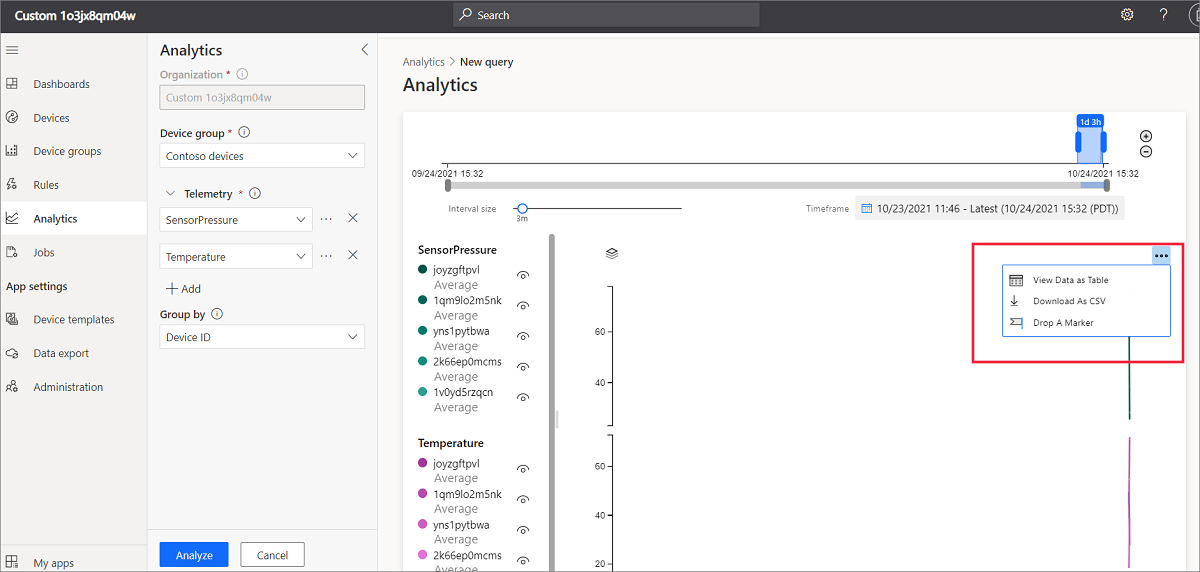 Custom 1o3jx8qm04w
Search
?
Dashboards
Devices
Device groups
Rules
Analytics
Jobs
App settings
Device templates
Data export
Administration
My apps
Analytics
Organization *
Custom 1o3jx8qm04w
Device group *
Contoso devices
Telemetry *
SensorPressure
Temperature
Add
Group by
Device ID
Analyze Cancel
Analytics > New query
Analytics
1d 3h
09/24/2021 15:32 10/24/2021 15:32
Interval size
3m
Timeframe 10/23/2021 11:46 - Latest (10/24/2021 15:32 (PDT))
SensorPressure
joyzgftpvl
Average
1qm9lo2m5nk
Average
yns1pytbwa
Average
2k66ep0mcms
Average
1v0yd5rzqcn
Average
Temperature
joyzgftpvl
Average
1qm9lo2m5nk
Average
yns1pytbwa
Average
2k66ep0mcms
Average
60
40
60
40
20
View Data as Table
Download As CSV
Drop A Marker